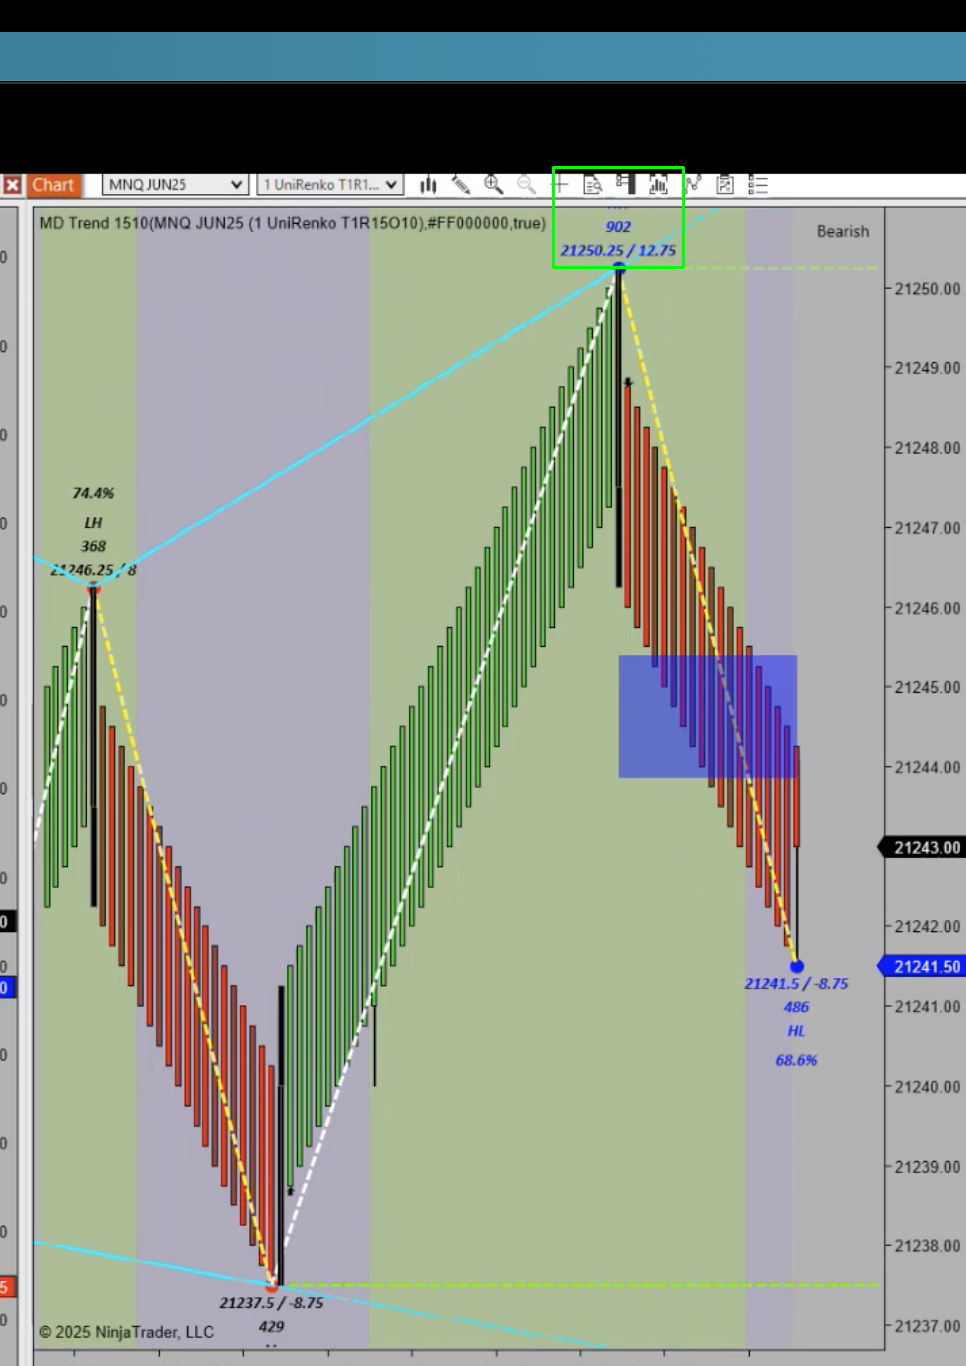 Chart
MNQ JUN25
1 UniRenko T1R1...
MD Trend 1510(MNQ JUN25 (1 UniRenko T1R15O10),#FF000000,true)
Bearish
902
21250.25 / 12.75
74.4%
LH
368
21246.25 / 8
21250.00
21249.00
21248.00
21247.00
21246.00
21245.00
21244.00
21243.00
21242.00
21241.50
21241.00
21240.00
21239.00
21238.00
21237.00
21241.5 / -8.75
486
HL
68.6%
21237.5 / -8.75
429
© 2025 NinjaTrader, LLC